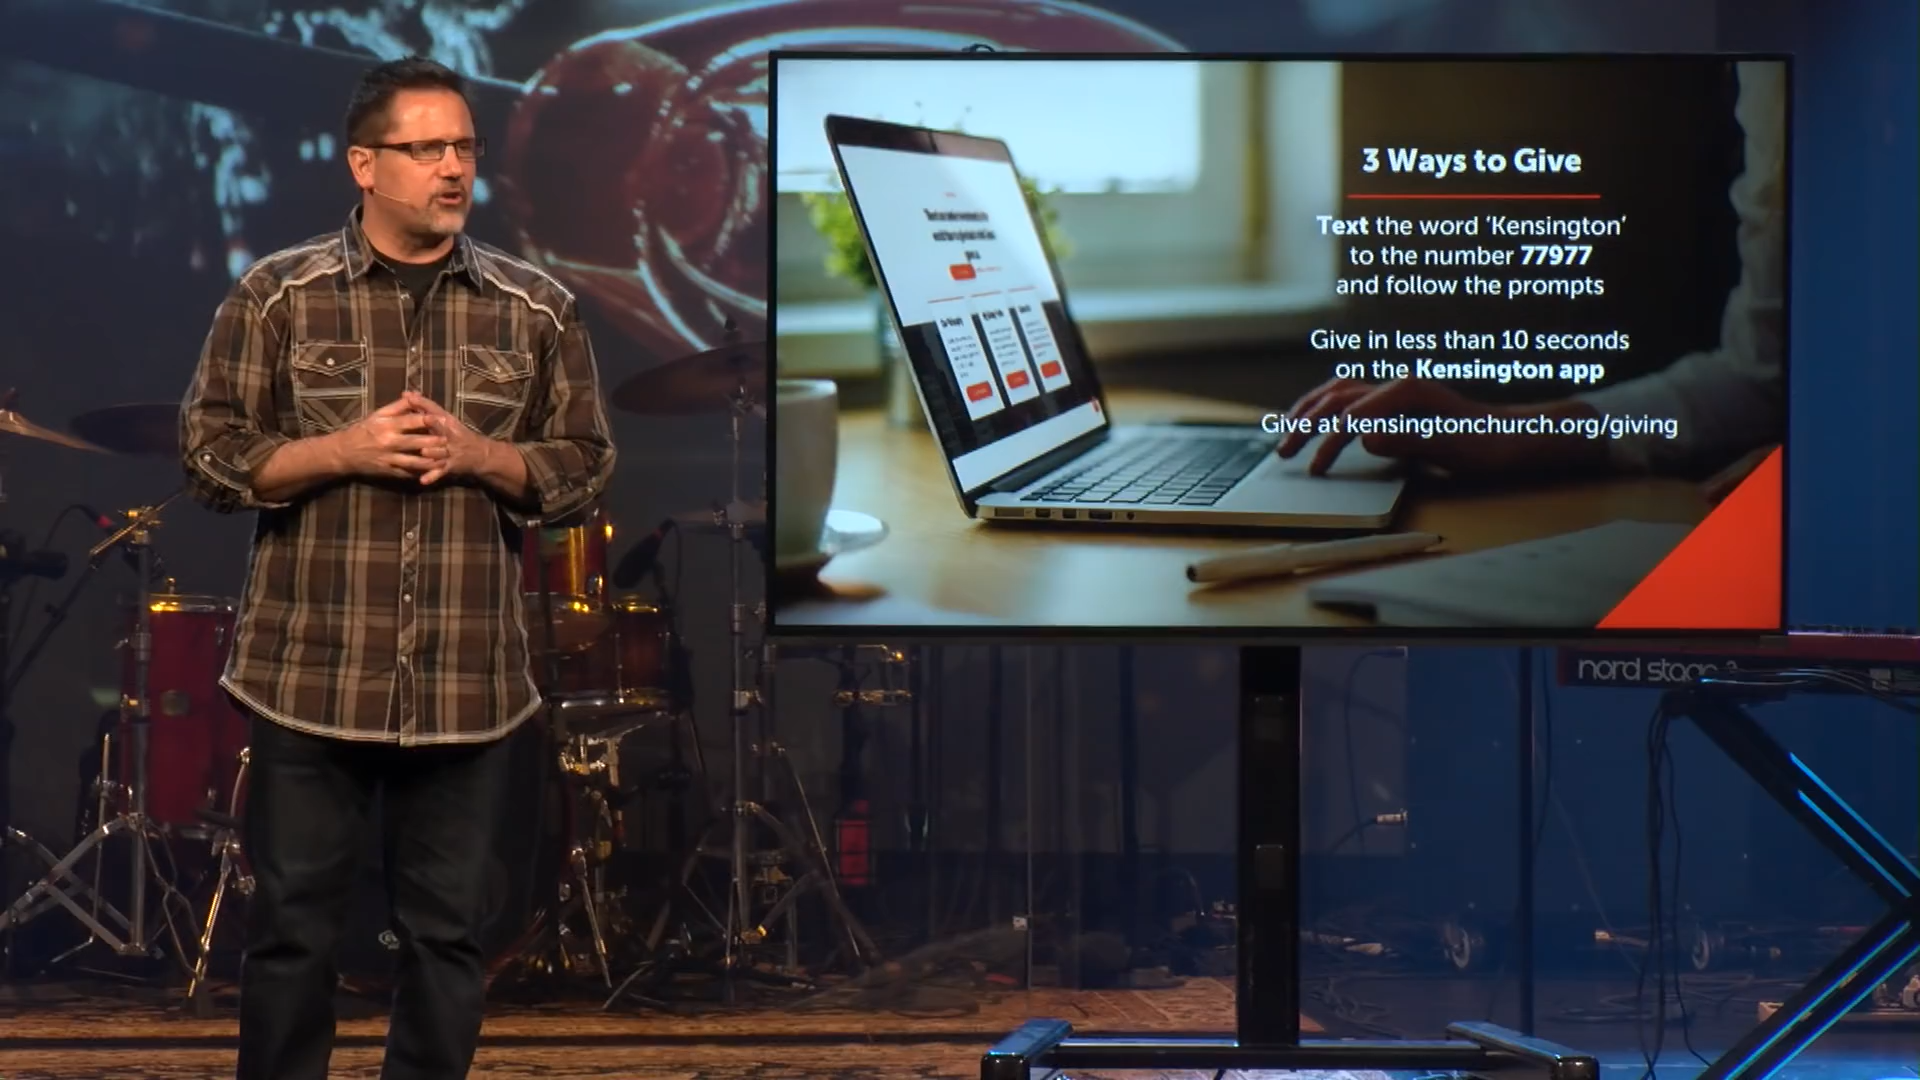 3 Ways to Give
Text the word ‘Kensington’
to the number 77977
and follow the prompts
Give in less than 10 seconds
on the Kensington app
Give at kensingtonchurch.org/giving
nord stage